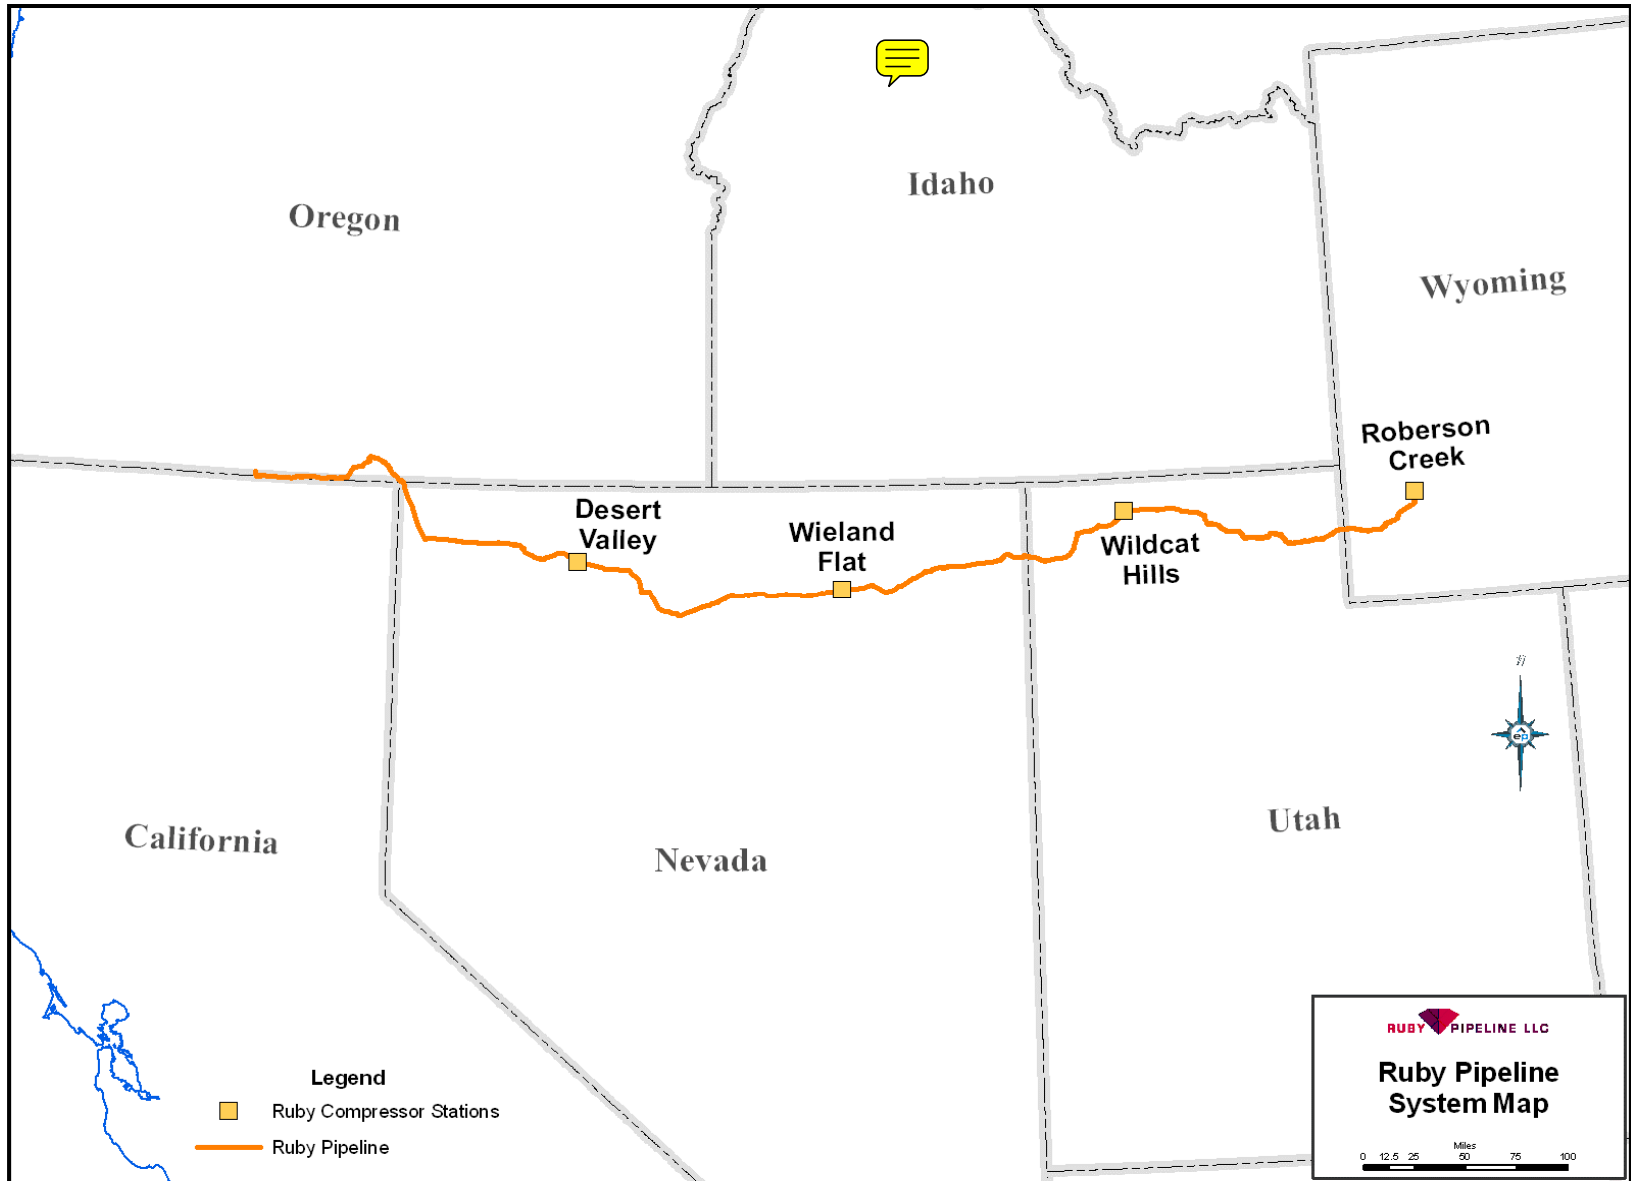 Oregon
Idaho
Wyoming
Roberson
Creek
Desert
Valley
Wieland
Flat
Wildcat
Hills
California
Nevada
Utah
ep
Legend
Ruby Compressor Stations
Ruby Pipeline
RUBY PIPELINE LLC
Ruby Pipeline
System Map
Miles
0 12.5 25 50 75 100